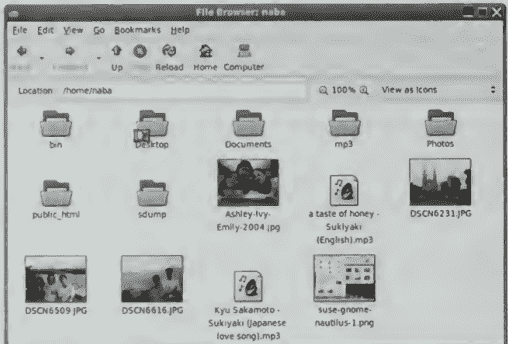 File Browser: naba
File Edit View Go Bookmarks Help
Up Reload Home Computer
Location: /home/naba 100% View as Icons
bin Desktop Documents mp3 Photos
public_html sdump Ashley-Ivy- a taste of honey - DSCN6231.JPG
Emily-2004.jpg Sukiyaki
(English).mp3
DSCN6509.JPG DSCN6616.JPG Kyu Sakamoto - suse-gnome-
Sukiyaki (Japanese nautilus-1.png
love song).mp3